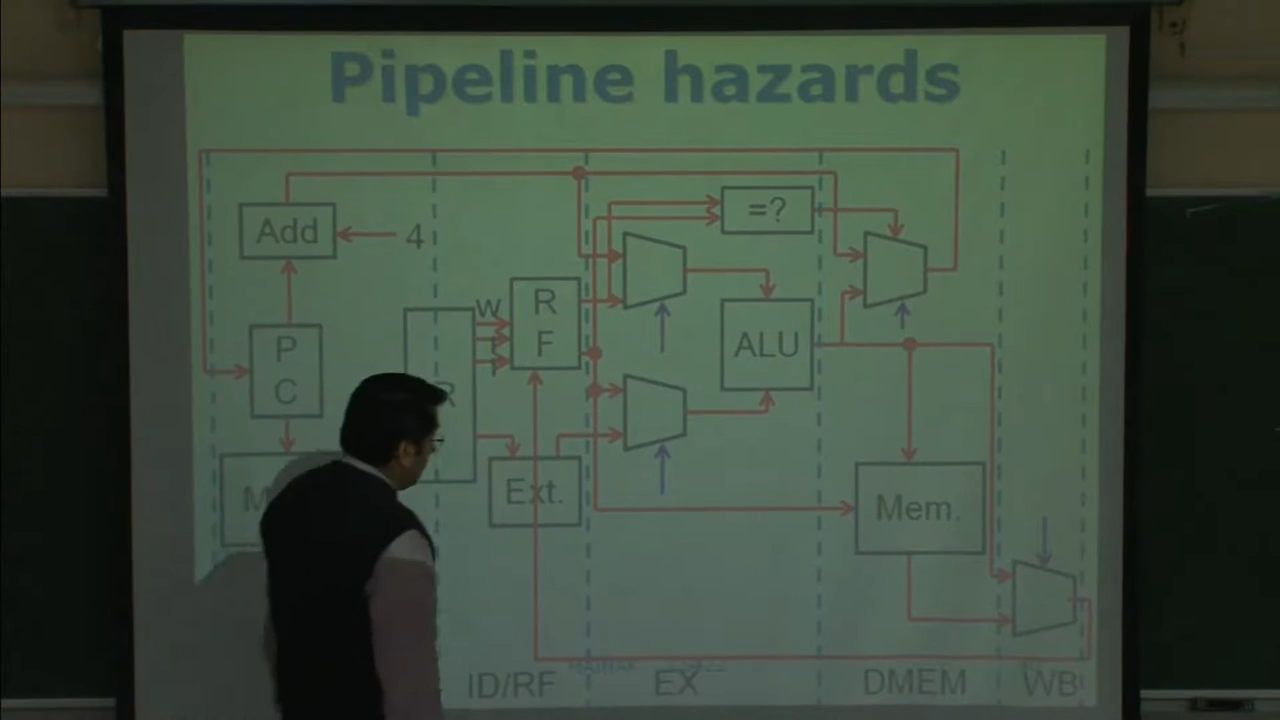 Pipeline hazards
Add
4
=?
P
C
w
R
F
R
ALU
M
Ext.
Mem.
ID/RF
EX
DMEM
WB